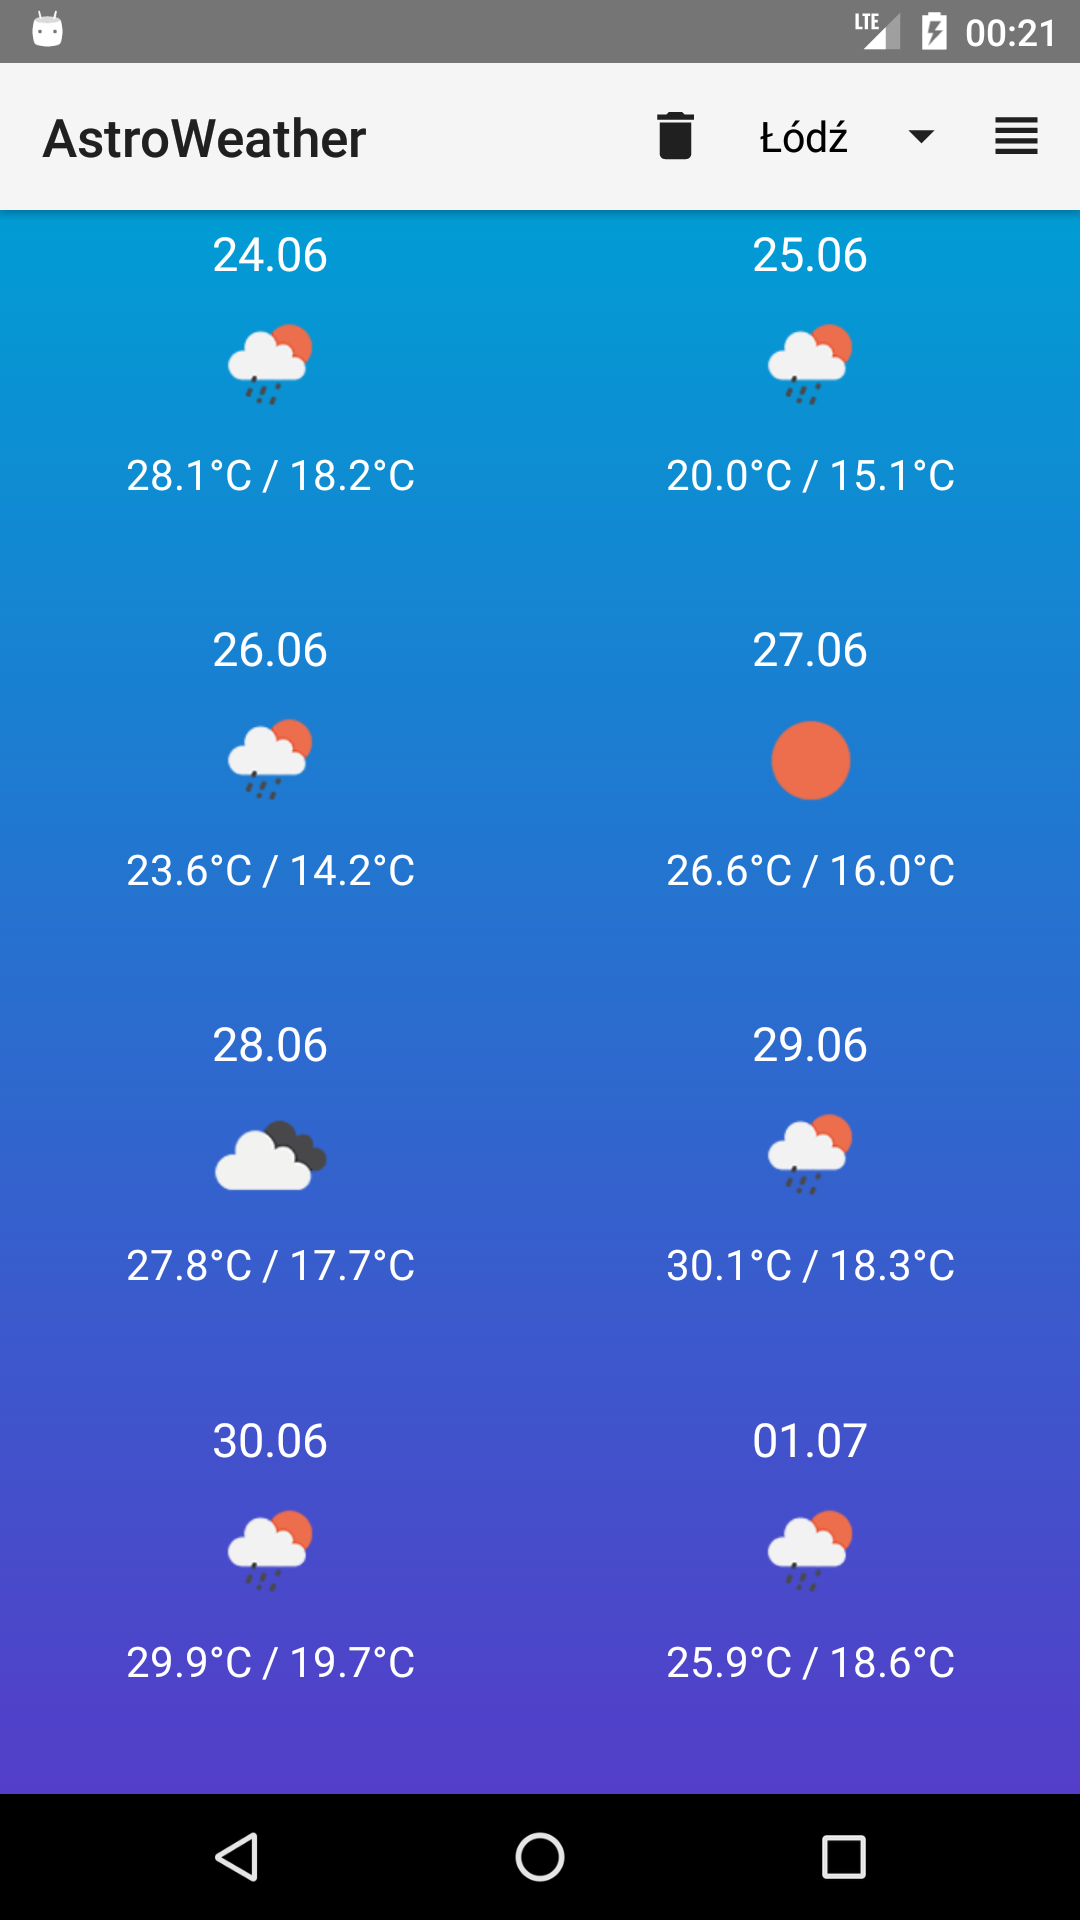 LTE 00:21
AstroWeather Łódź
24.06 25.06
28.1°C / 18.2°C 20.0°C / 15.1°C
26.06 27.06
23.6°C / 14.2°C 26.6°C / 16.0°C
28.06 29.06
27.8°C / 17.7°C 30.1°C / 18.3°C
30.06 01.07
29.9°C / 19.7°C 25.9°C / 18.6°C